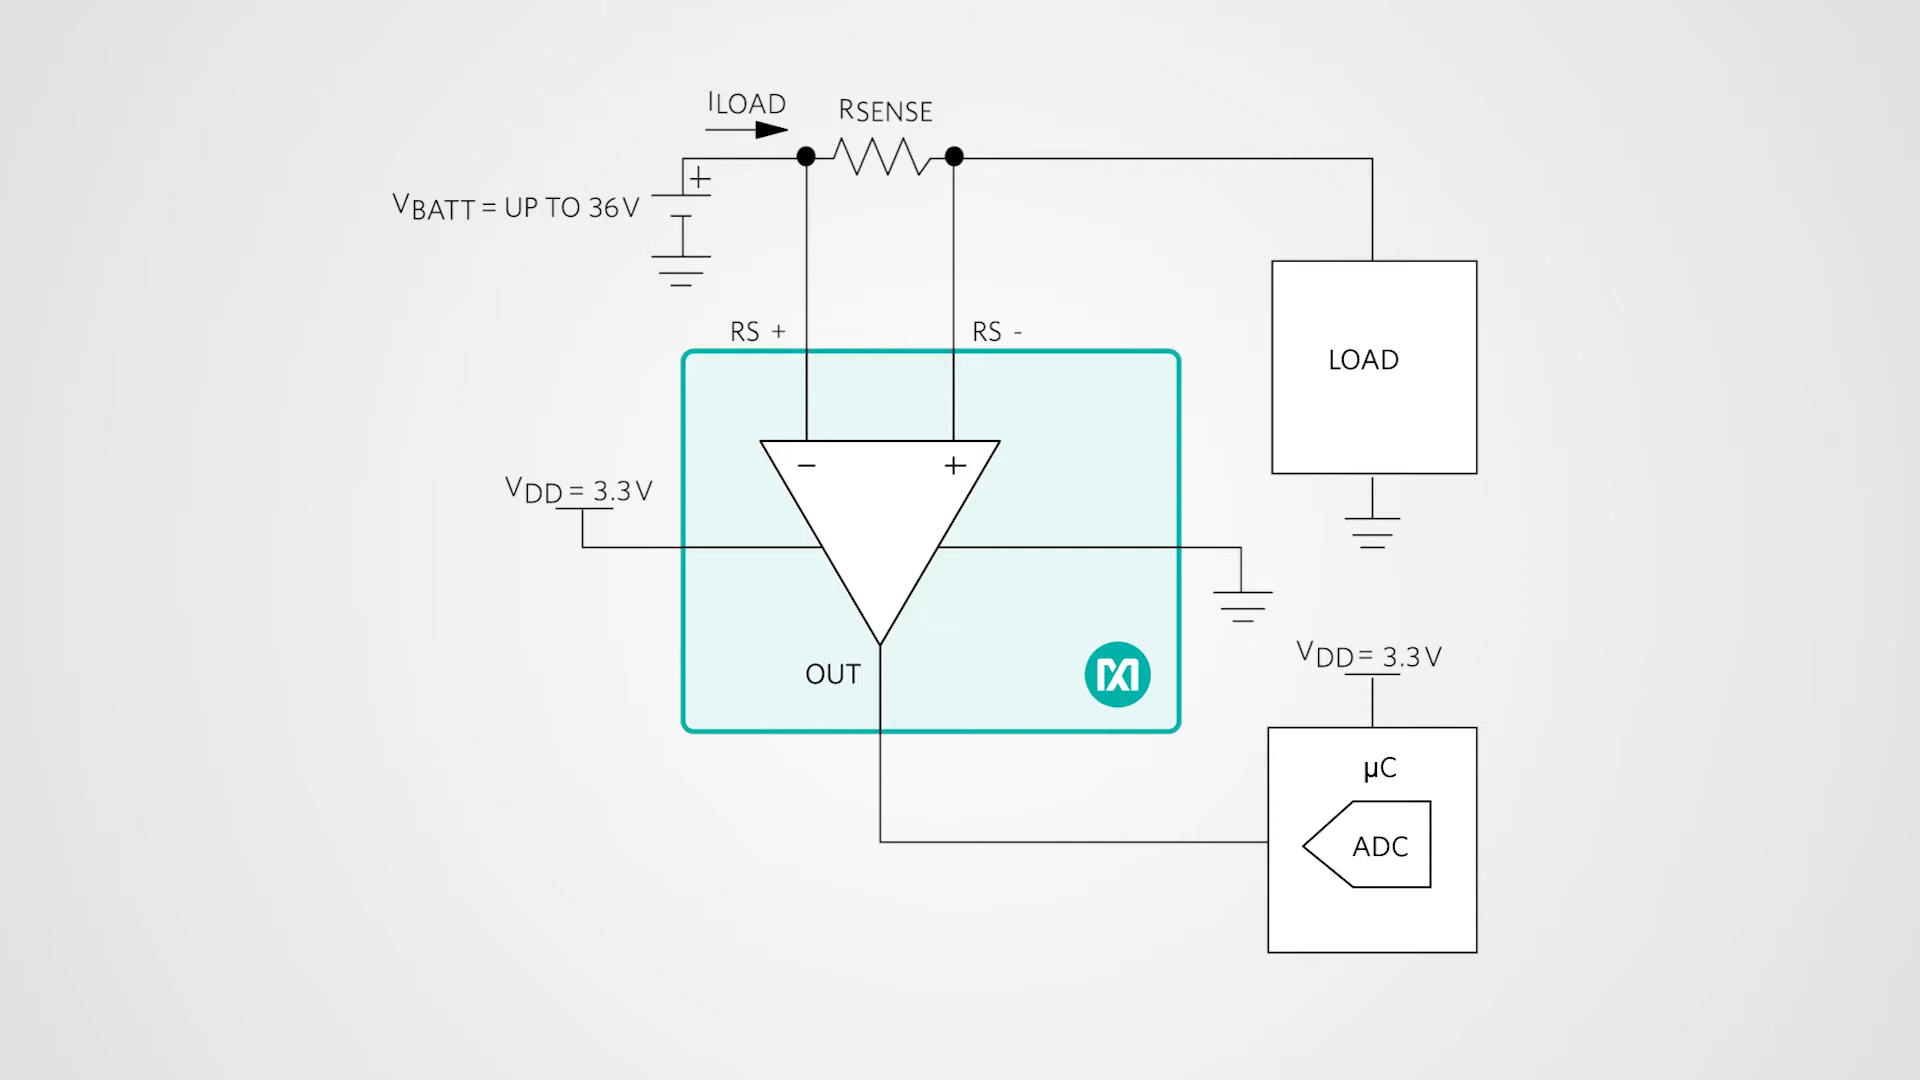 ILOAD
RSENSE
+
VBATT = UP TO 36V
RS +
RS -
LOAD
− +
VDD = 3.3V
OUT
VDD = 3.3V
µC
ADC